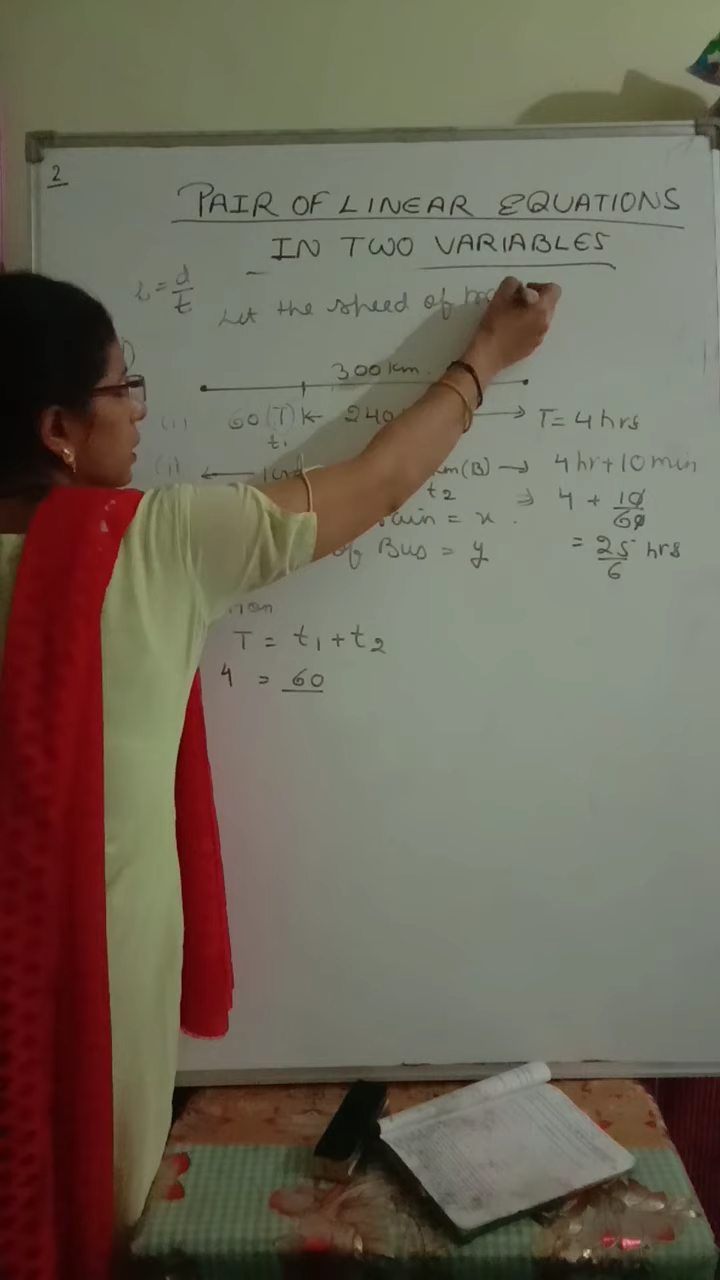 2
PAIR OF LINEAR EQUATIONS
IN TWO VARIABLES
= d/t
Let the speed of
300 km.
(i) 60(T) 240 T = 4 hrs
t₁
(B) → 4 hr + 10 min
t₂ ⇒ 4 + 10/60
= x .
of Bus = y = 25/6 hrs
T = t₁ + t₂
4 = 60